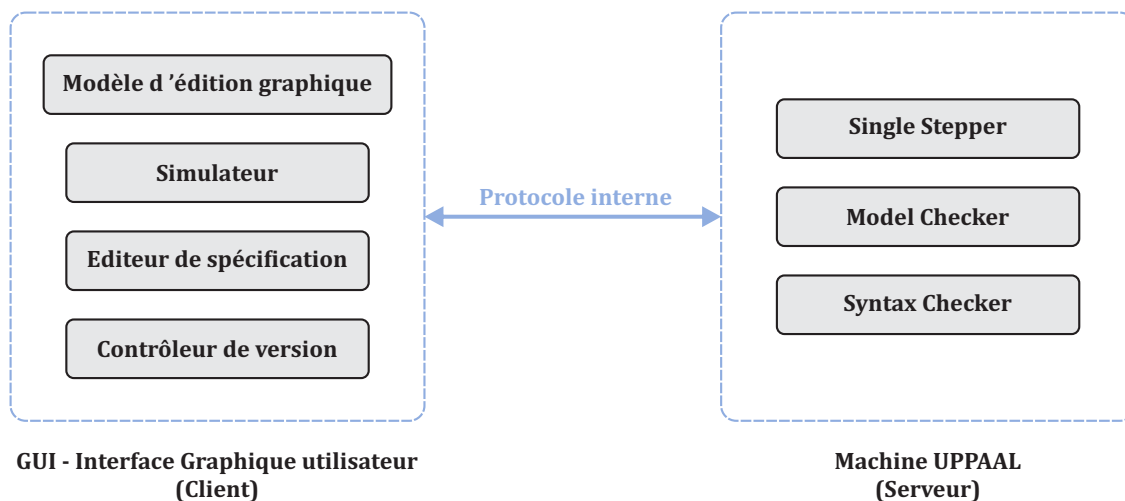 Modèle d ’édition graphique
Simulateur
Editeur de spécification
Contrôleur de version
Protocole interne
Single Stepper
Model Checker
Syntax Checker
GUI - Interface Graphique utilisateur
(Client)
Machine UPPAAL
(Serveur)